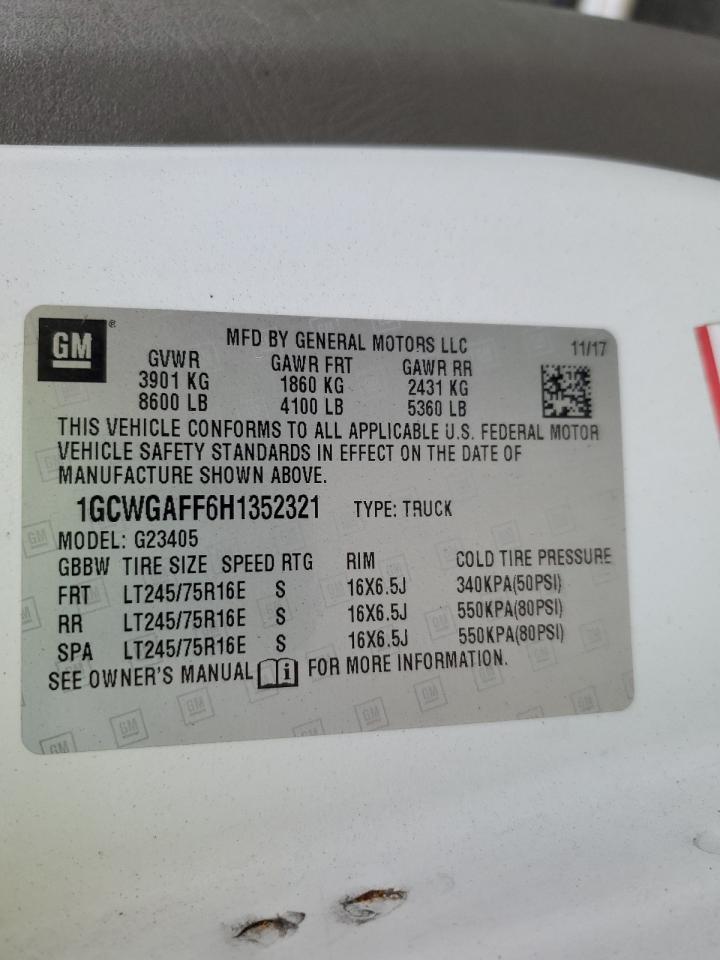 GM ®
MFD BY GENERAL MOTORS LLC 11/17
GVWR GAWR FRT GAWR RR
3901 KG 1860 KG 2431 KG
8600 LB 4100 LB 5360 LB
THIS VEHICLE CONFORMS TO ALL APPLICABLE U.S. FEDERAL MOTOR
VEHICLE SAFETY STANDARDS IN EFFECT ON THE DATE OF
MANUFACTURE SHOWN ABOVE.
1GCWGAFF6H1352321 TYPE: TRUCK
MODEL: G23405
GBBW TIRE SIZE SPEED RTG RIM COLD TIRE PRESSURE
FRT LT245/75R16E S 16X6.5J 340KPA(50PSI)
RR LT245/75R16E S 16X6.5J 550KPA(80PSI)
SPA LT245/75R16E S 16X6.5J 550KPA(80PSI)
SEE OWNER'S MANUAL i FOR MORE INFORMATION.